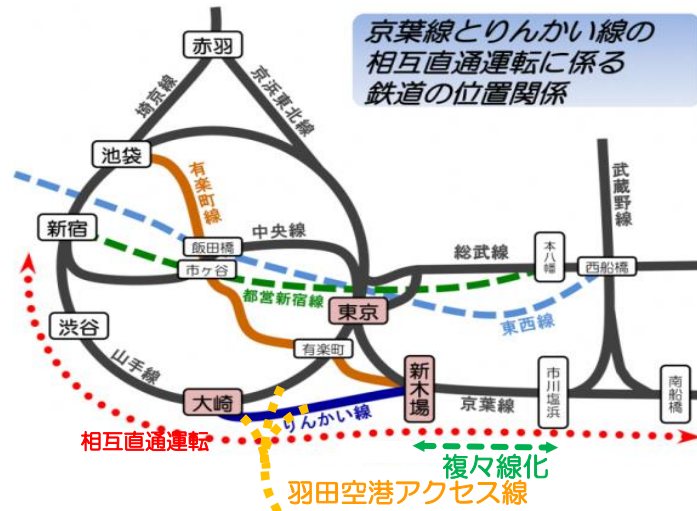 京葉線とりんかい線の
相互直通運転に係る
鉄道の位置関係
赤羽
埼京線
京浜東北線
池袋
有楽町線
武蔵野線
新宿
飯田橋
中央線
総武線
本八幡
西船橋
市ヶ谷
都営新宿線
東京
東西線
渋谷
山手線
有楽町
新木場
市川塩浜
南船橋
大崎
りんかい線
京葉線
相互直通運転
複々線化
羽田空港アクセス線